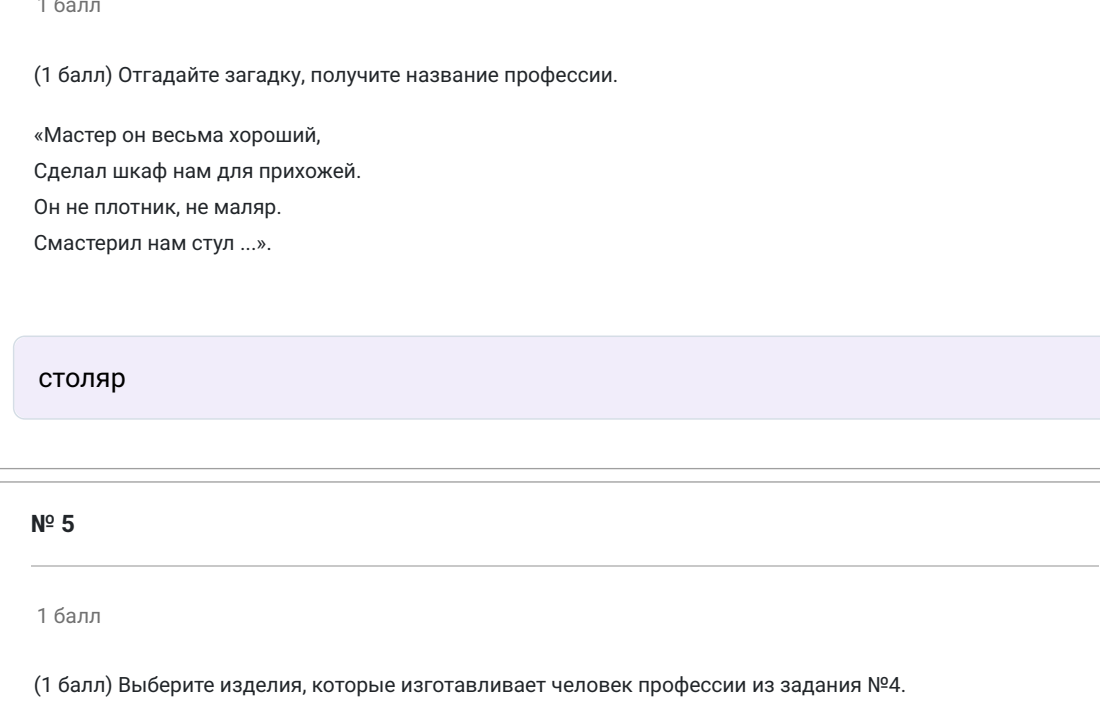 1 балл
(1 балл) Отгадайте загадку, получите название профессии.
«Мастер он весьма хороший,
Сделал шкаф нам для прихожей.
Он не плотник, не маляр.
Смастерил нам стул ...».
столяр
№ 5
1 балл
(1 балл) Выберите изделия, которые изготавливает человек профессии из задания №4.